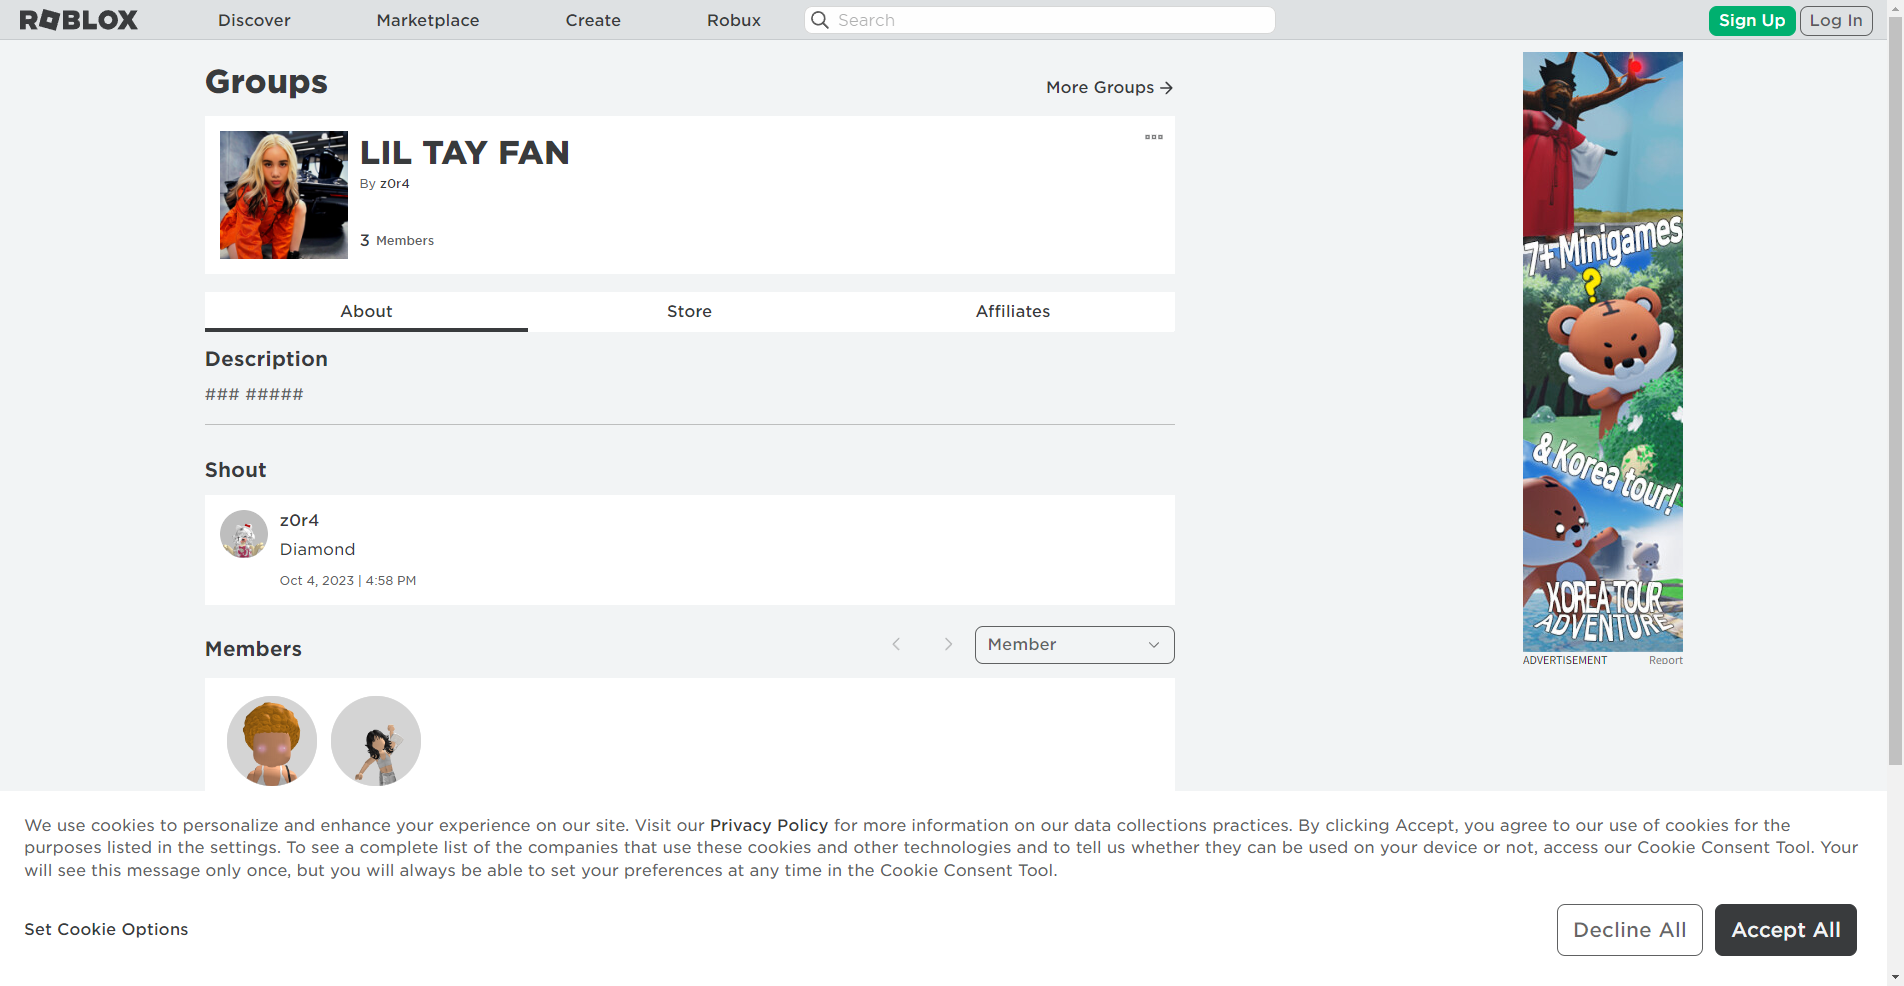 ROBLOX Discover Marketplace Create Robux Search Sign Up Log In
Groups
More Groups →
LIL TAY FAN
By z0r4
3 Members
About Store Affiliates
Description
### #####
Shout
z0r4
Diamond
Oct 4, 2023 | 4:58 PM
Members
Member
7+ Minigames
?
& Korea tour!
KOREA TOUR
ADVENTURE
ADVERTISEMENT Report
We use cookies to personalize and enhance your experience on our site. Visit our Privacy Policy for more information on our data collections practices. By clicking Accept, you agree to our use of cookies for the
purposes listed in the settings. To see a complete list of the companies that use these cookies and other technologies and to tell us whether they can be used on your device or not, access our Cookie Consent Tool. Your
will see this message only once, but you will always be able to set your preferences at any time in the Cookie Consent Tool.
Set Cookie Options
Decline All
Accept All